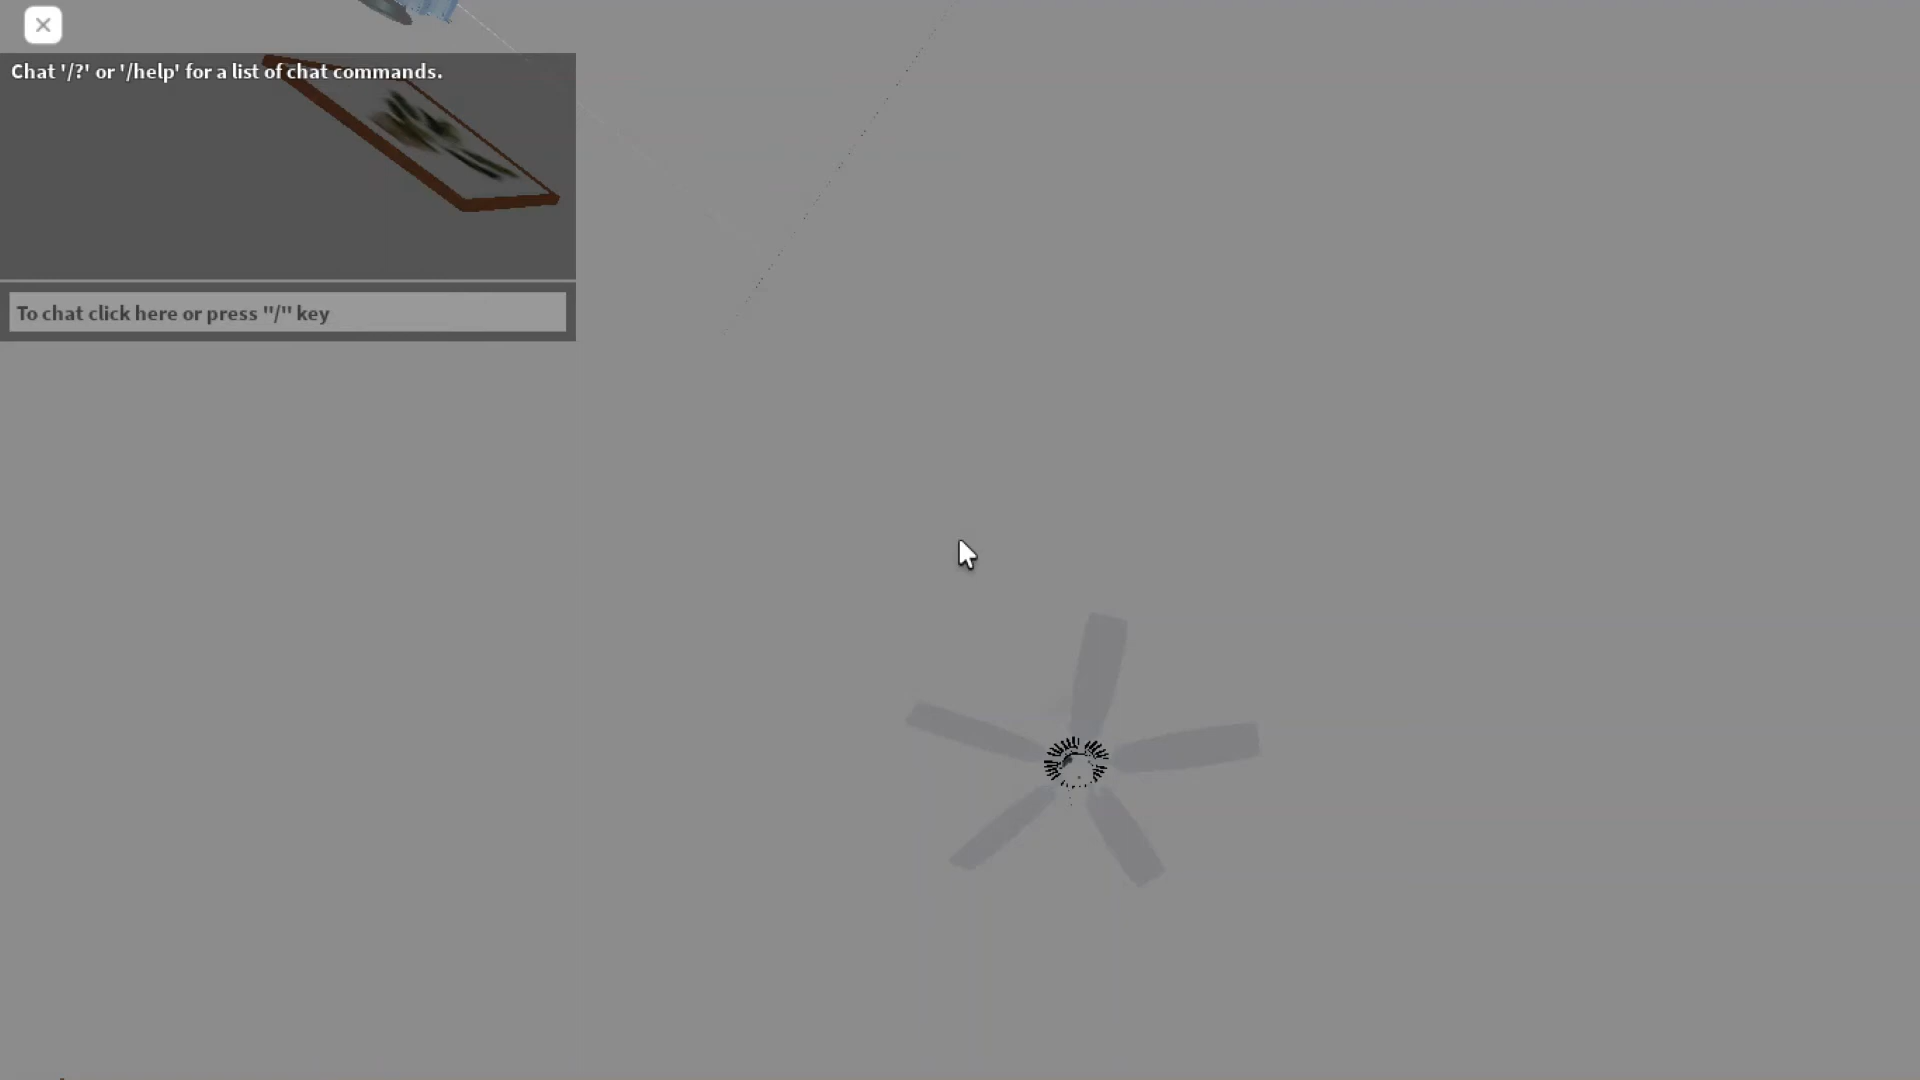 Chat '/?' or '/help' for a list of chat commands.
To chat click here or press "/" key